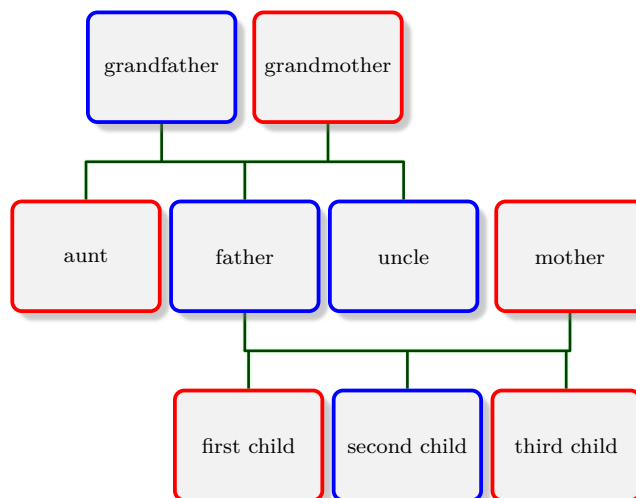 grandfather
grandmother
aunt
father
uncle
mother
first child
second child
third child